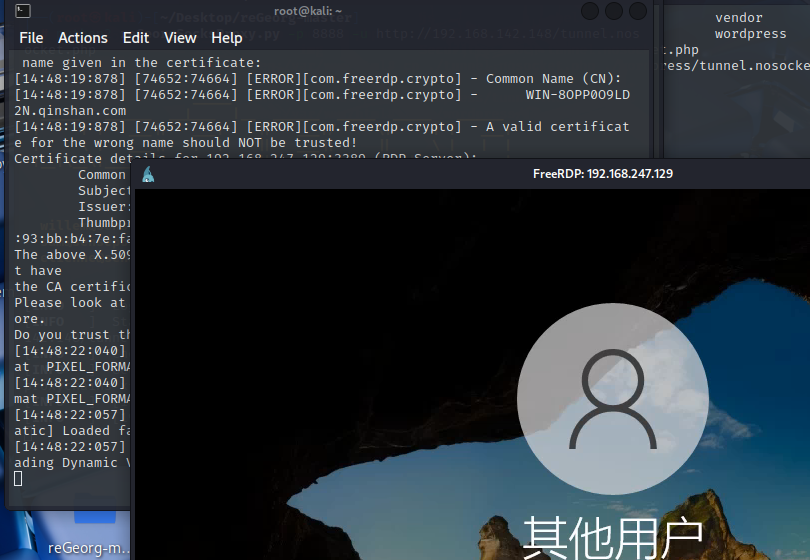 root@kali: ~
File Actions Edit View Help
name given in the certificate:
[14:48:19:878] [74652:74664] [ERROR][com.freerdp.crypto] - Common Name (CN):
[14:48:19:878] [74652:74664] [ERROR][com.freerdp.crypto] - WIN-8OPP0O9LD
2N.qinshan.com
[14:48:19:878] [74652:74664] [ERROR][com.freerdp.crypto] - A valid certificat
e for the wrong name should NOT be trusted!
Certificate details for 192.168.247.129:3389 (RDP-Server):
Common
Subject
Issuer:
Thumbpr
:93:bb:b4:7e:fa
The above X.509
t have
the CA certific
Please look at
ore.
Do you trust th
[14:48:22:040]
at PIXEL_FORMA
[14:48:22:040]
mat PIXEL_FORMA
[14:48:22:057]
atic] Loaded fa
[14:48:22:057]
ading Dynamic V
vendor
wordpress
t.php
ress/tunnel.nosocke
FreeRDP: 192.168.247.129
其他用户
reGeorg-m...